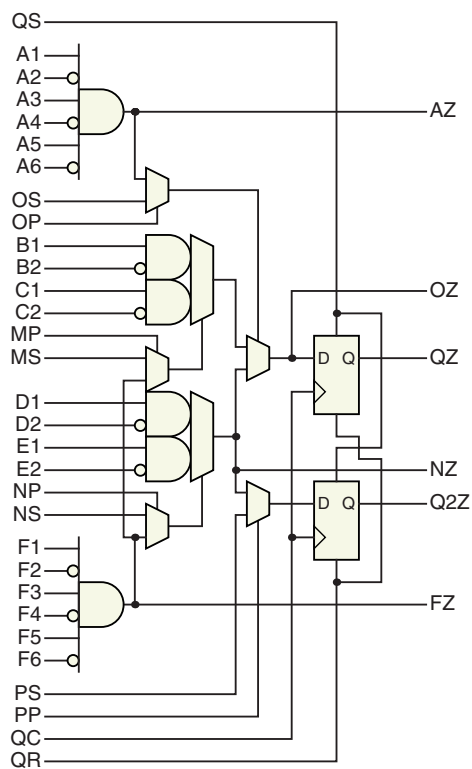 QS
A1
A2
A3
A4
A5
A6
AZ
OS
OP
B1
B2
C1
C2
MP
MS
OZ
D Q
QZ
D1
D2
E1
E2
NP
NS
NZ
D Q
Q2Z
F1
F2
F3
F4
F5
F6
FZ
PS
PP
QC
QR